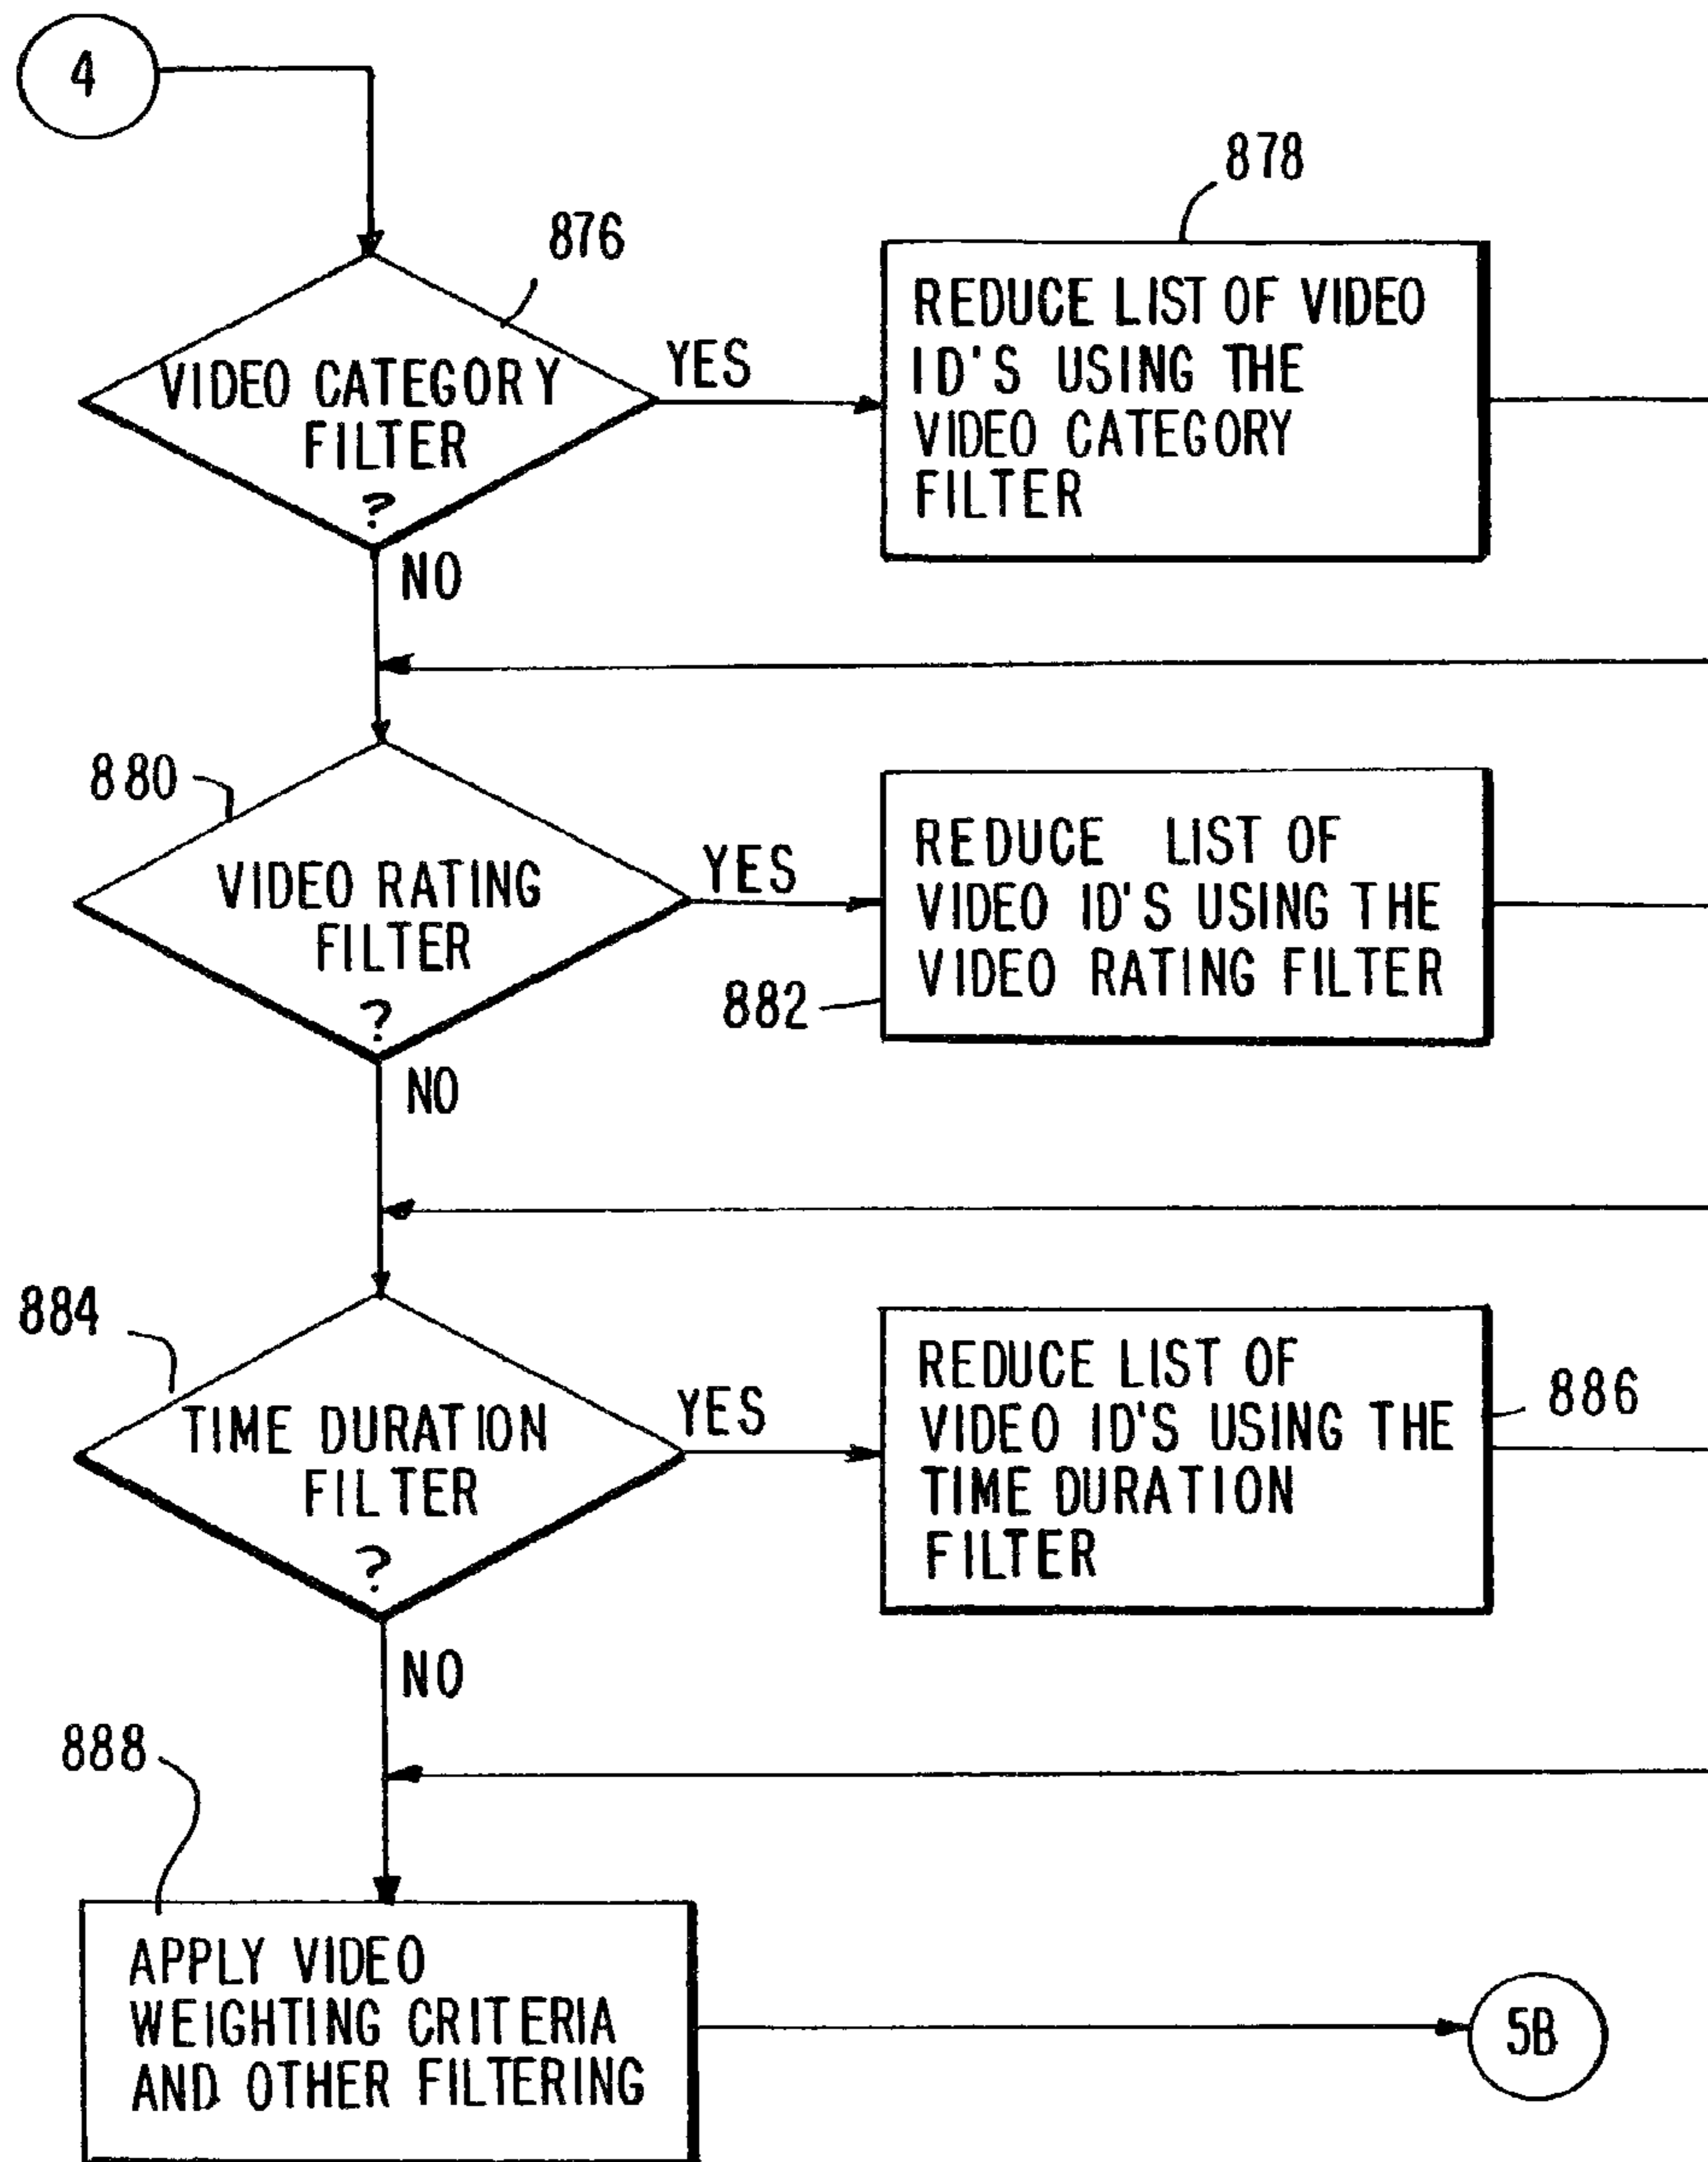 4
876
878
VIDEO CATEGORY
FILTER
?
YES
NO
REDUCE LIST OF VIDEO
ID'S USING THE
VIDEO CATEGORY
FILTER
880
VIDEO RATING
FILTER
?
YES
NO
REDUCE LIST OF
VIDEO ID'S USING THE
VIDEO RATING FILTER
882
884
TIME DURATION
FILTER
?
YES
NO
REDUCE LIST OF
VIDEO ID'S USING THE
TIME DURATION
FILTER
886
888
APPLY VIDEO
WEIGHTING CRITERIA
AND OTHER FILTERING
5B